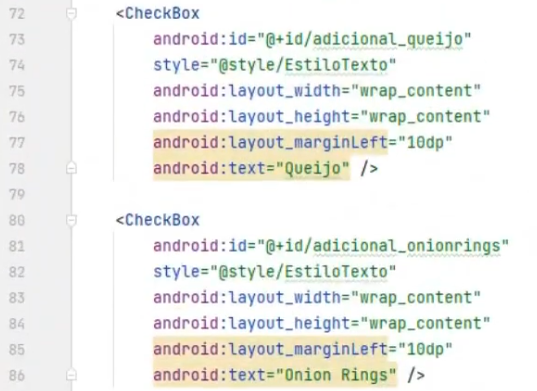 72 <CheckBox
73 android:id="@+id/adicional_queijo"
74 style="@style/EstiloTexto"
75 android:layout_width="wrap_content"
76 android:layout_height="wrap_content"
77 android:layout_marginLeft="10dp"
78 android:text="Queijo" />
79
80 <CheckBox
81 android:id="@+id/adicional_onionrings"
82 style="@style/EstiloTexto"
83 android:layout_width="wrap_content"
84 android:layout_height="wrap_content"
85 android:layout_marginLeft="10dp"
86 android:text="Onion Rings" />